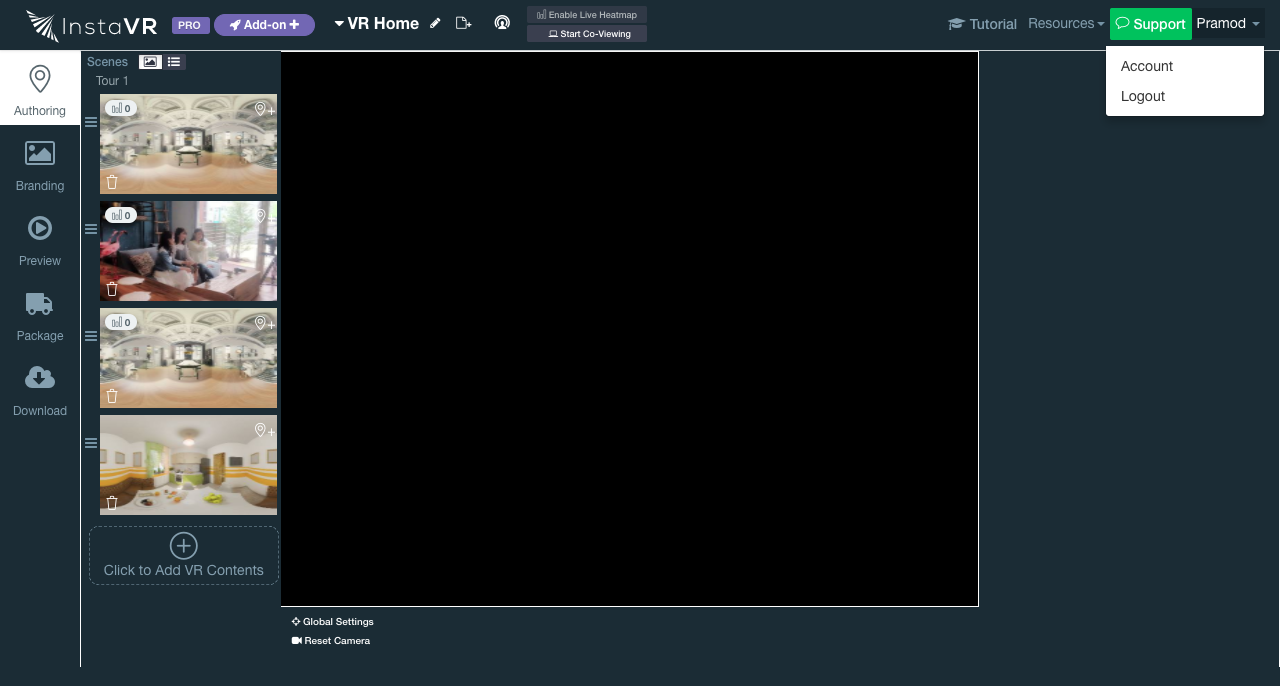 InstaVR
PRO
Add-on
VR Home
Enable Live Heatmap
Start Co-Viewing
Tutorial
Resources
Support
Pramod
Account
Logout
Authoring
Branding
Preview
Package
Download
Scenes
Tour 1
0
0
0
Click to Add VR Contents
Global Settings
Reset Camera